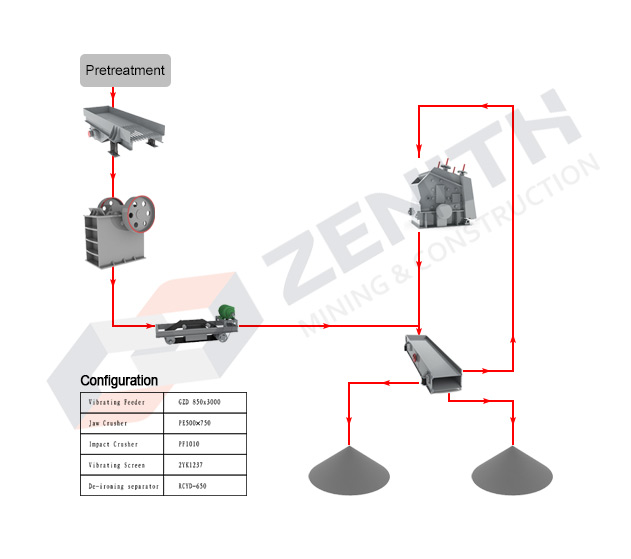 Pretreatment
ZENITH
MINING & CONSTRUCTION
Configuration
Vibrating Feeder GZD 850x3000
Jaw Crusher PE500×750
Impact Crusher PF1010
Vibrating Screen 2YK1237
De-ironing separator RCYD-650